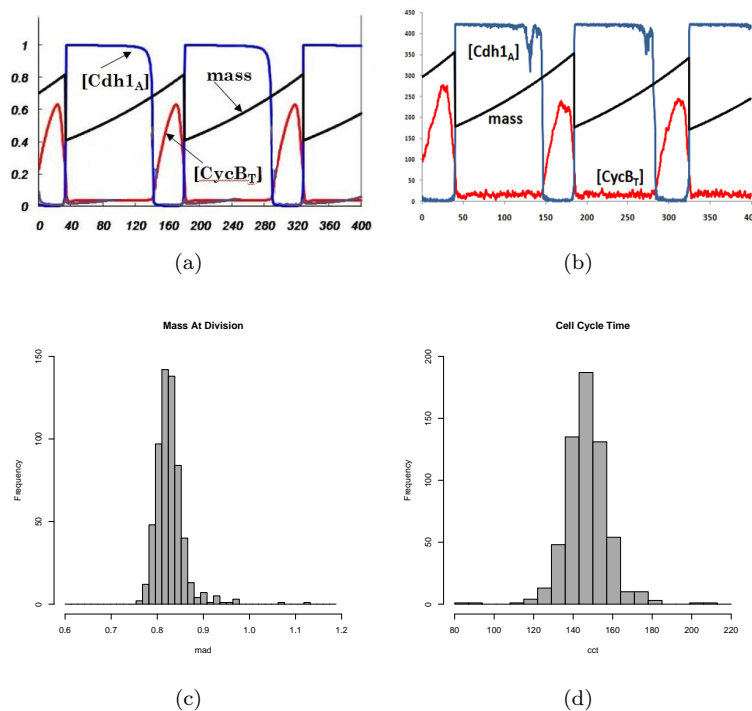 1
0.8
0.6
0.4
0.2
0
[Cdh1A]
mass
[CycBT]
0 40 80 120 160 200 240 280 320 360 400
(a)
450
400
350
300
250
200
150
100
50
0
[Cdh1A]
mass
[CycBT]
0 50 100 150 200 250 300 350 400
(b)
Mass At Division
Frequency
150
100
50
0
0.6 0.7 0.8 0.9 1.0 1.1 1.2
mad
(c)
Cell Cycle Time
Frequency
200
150
100
50
0
80 100 120 140 160 180 200 220
cct
(d)